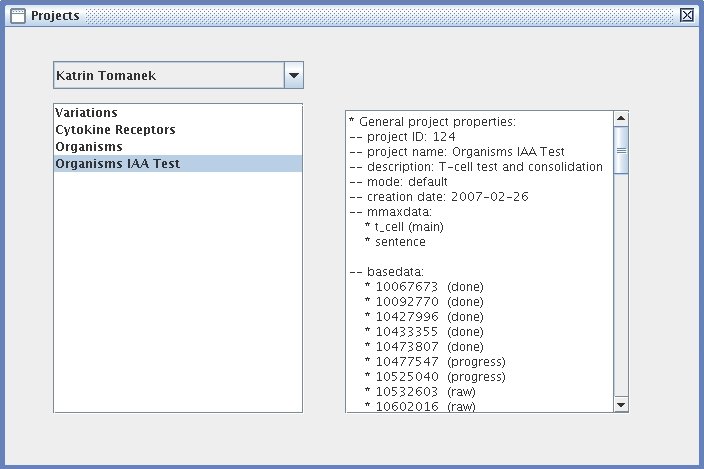 Projects
Katrin Tomanek
Variations
Cytokine Receptors
Organisms
Organisms IAA Test
* General project properties:
-- project ID: 124
-- project name: Organisms IAA Test
-- description: T-cell test and consolidation
-- mode: default
-- creation date: 2007-02-26
-- mmaxdata:
* t_cell (main)
* sentence
-- basedata:
* 10067673 (done)
* 10092770 (done)
* 10427996 (done)
* 10433355 (done)
* 10473807 (done)
* 10477547 (progress)
* 10525040 (progress)
* 10532603 (raw)
* 10602016 (raw)